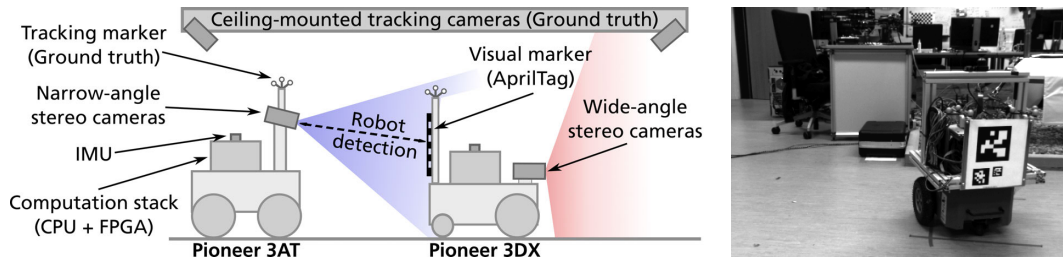 Ceiling-mounted tracking cameras (Ground truth)
Tracking marker
(Ground truth)
Narrow-angle
stereo cameras
IMU
Computation stack
(CPU + FPGA)
Visual marker
(AprilTag)
Wide-angle
stereo cameras
Robot
detection
Pioneer 3AT
Pioneer 3DX